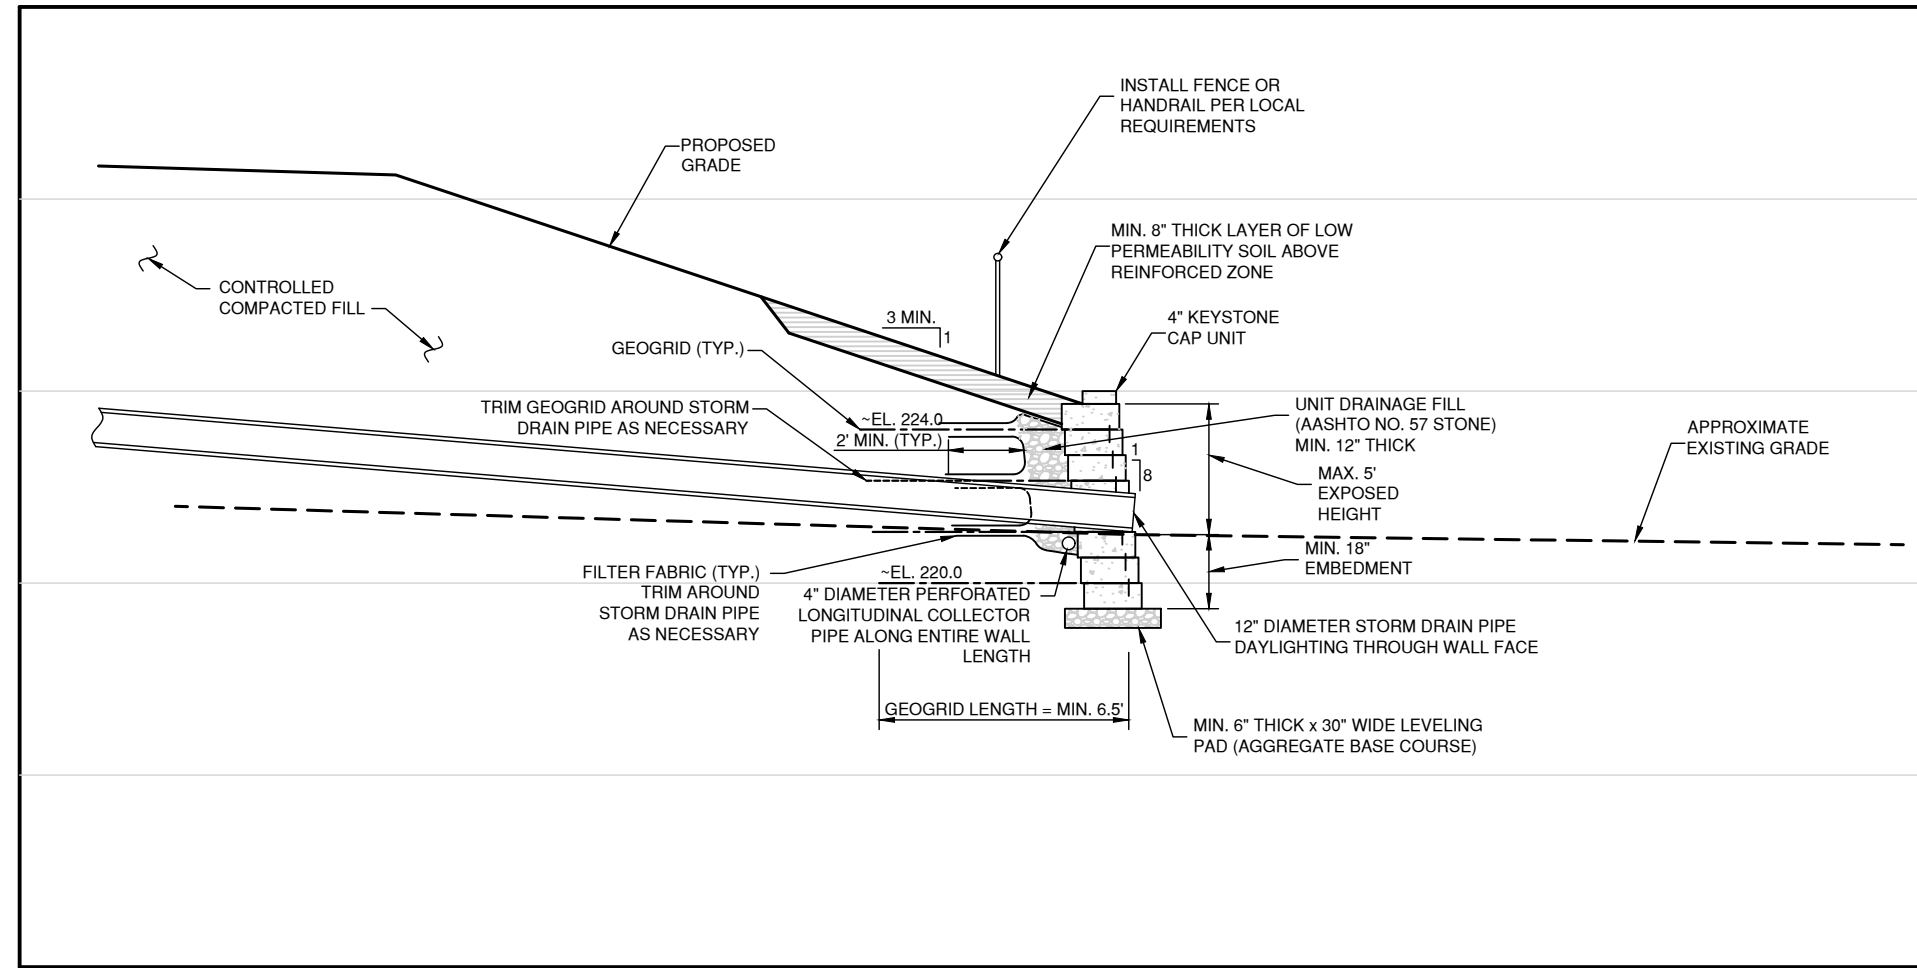 INSTALL FENCE OR
HANDRAIL PER LOCAL
REQUIREMENTS
PROPOSED
GRADE
MIN. 8" THICK LAYER OF LOW
PERMEABILITY SOIL ABOVE
REINFORCED ZONE
CONTROLLED
COMPACTED FILL
3 MIN.
1
4" KEYSTONE
CAP UNIT
GEOGRID (TYP.)
TRIM GEOGRID AROUND STORM
DRAIN PIPE AS NECESSARY
~EL. 224.0
2' MIN. (TYP.)
UNIT DRAINAGE FILL
(AASHTO NO. 57 STONE)
MIN. 12" THICK
APPROXIMATE
EXISTING GRADE
1
8
MAX. 5'
EXPOSED
HEIGHT
MIN. 18"
EMBEDMENT
FILTER FABRIC (TYP.)
TRIM AROUND
STORM DRAIN PIPE
AS NECESSARY
~EL. 220.0
4" DIAMETER PERFORATED
LONGITUDINAL COLLECTOR
PIPE ALONG ENTIRE WALL
LENGTH
12" DIAMETER STORM DRAIN PIPE
DAYLIGHTING THROUGH WALL FACE
GEOGRID LENGTH = MIN. 6.5'
MIN. 6" THICK x 30" WIDE LEVELING
PAD (AGGREGATE BASE COURSE)